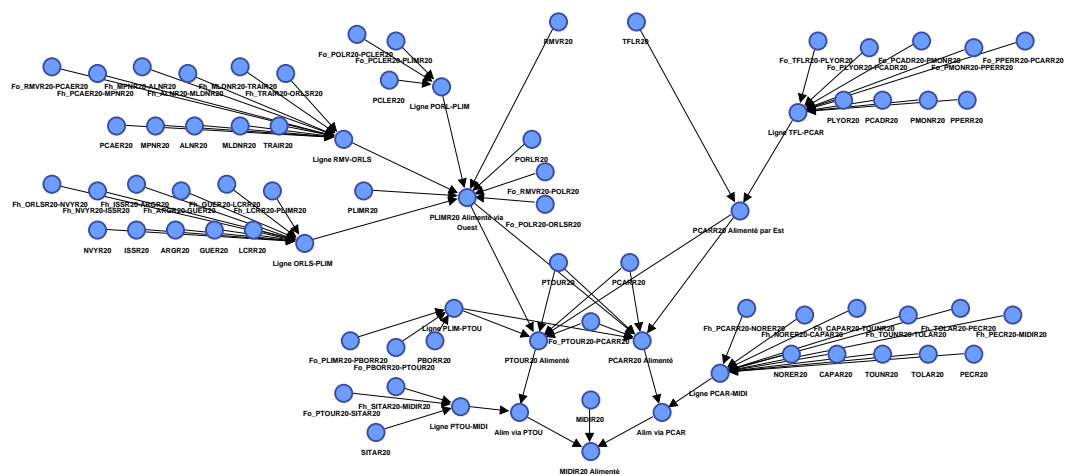 RMVR20
TFLR20
Fo_POLR20-PCLER20
Fo_PCLER20-PLIMR20
PCLER20
Ligne PORL-PLIM
Fo_RMVR20-PCAER20
Fh_PCAER20-MPNR20
Fh_MPNR20-ALNR20
Fh_ALNR20-MLDNR20
Fh_MLDNR20-TRAIR20
Fh_TRAIR20-ORLSR20
PCAER20
MPNR20
ALNR20
MLDNR20
TRAIR20
Ligne RMV-ORLS
Fo_TFLR20-PLYOR20
Fo_PLYOR20-PCADR20
Fo_PCADR20-PMONR20
Fo_PMONR20-PPERR20
Fo_PPERR20-PCARR20
PLYOR20
PCADR20
PMONR20
PPERR20
Ligne TFL-PCAR
PORLR20
Fo_RMVR20-POLR20
Fo_POLR20-ORLSR20
PLIMR20
PLIMR20 Alimenté via
Ouest
PCARR20 Alimenté par Est
Fh_ORLSR20-NVYR20
Fh_NVYR20-ISSR20
Fh_ISSR20-ARGR20
Fh_ARGR20-GUER20
Fh_GUER20-LCRR20
Fh_LCRR20-PLIMR20
NVYR20
ISSR20
ARGR20
GUER20
LCRR20
Ligne ORLS-PLIM
PTOUR20
PCARR20
Ligne PLIM-PTOU
Fo_PLIMR20-PBORR20
Fo_PBORR20-PTOUR20
PBORR20
Fo_PTOUR20-PCARR20
PTOUR20 Alimenté
PCARR20 Alimenté
Fh_PCARR20-NORER20
Fh_NORER20-CAPAR20
Fh_CAPAR20-TOUNR20
Fh_TOUNR20-TOLAR20
Fh_TOLAR20-PECR20
Fh_PECR20-MIDIR20
NORER20
CAPAR20
TOUNR20
TOLAR20
PECR20
Ligne PCAR-MIDI
Fo_PTOUR20-SITAR20
Fh_SITAR20-MIDIR20
SITAR20
Ligne PTOU-MIDI
Alim via PTOU
MIDIR20
Alim via PCAR
MIDIR20 Alimenté